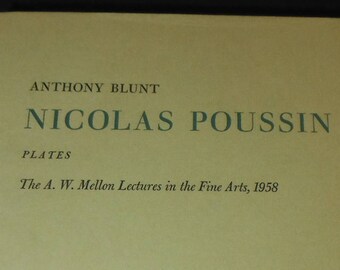 ANTHONY BLUNT
NICOLAS POUSSIN
PLATES
The A. W. Mellon Lectures in the Fine Arts, 1958